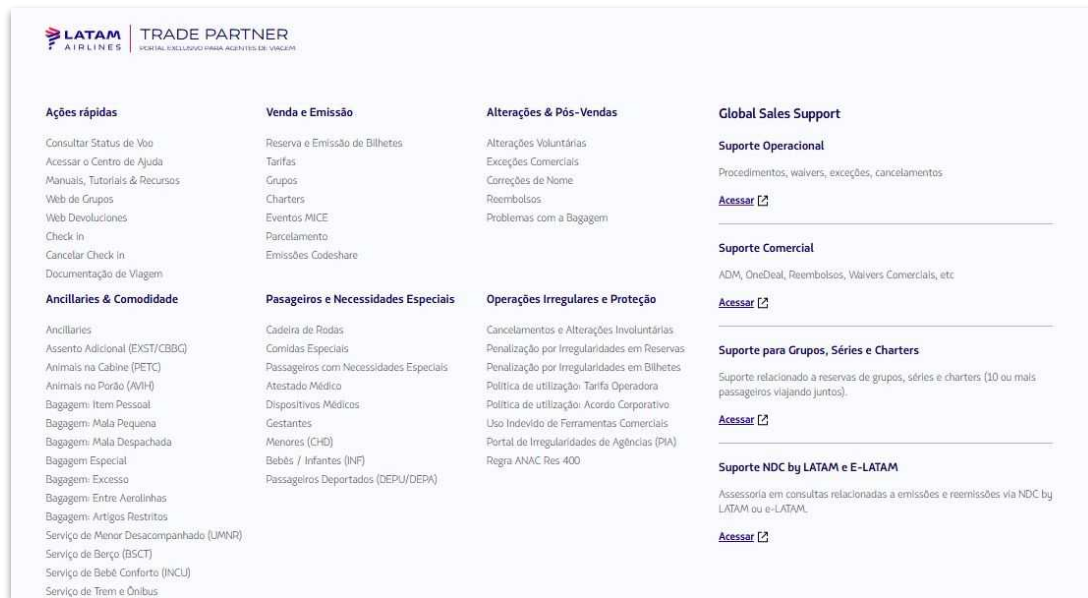 LATAM
AIRLINES
TRADE PARTNER
PORTAL EXCLUSIVO PARA AGENTES DE VIAGEM
Ações rápidas
Consultar Status de Voo
Acessar o Centro de Ajuda
Manuais, Tutoriais & Recursos
Web de Grupos
Web Devoluciones
Check in
Cancelar Check in
Documentação de Viagem
Venda e Emissão
Reserva e Emissão de Bilhetes
Tarifas
Grupos
Charters
Eventos MICE
Parcelamento
Emissões Codeshare
Alterações & Pós-Vendas
Alterações Voluntárias
Exceções Comerciais
Correções de Nome
Reembolsos
Problemas com a Bagagem
Ancillaries & Comodidade
Ancillaries
Assento Adicional (EXST/CBBG)
Animais na Cabine (PETC)
Animais no Porão (AVIH)
Bagagem: Item Pessoal
Bagagem: Mala Pequena
Bagagem: Mala Despachada
Bagagem Especial
Bagagem: Excesso
Bagagem: Entre Aerolinhas
Bagagem: Artigos Restritos
Serviço de Menor Desacompanhado (UMNR)
Serviço de Berço (BSCT)
Serviço de Bebê Conforto (INCU)
Serviço de Trem e Ônibus
Pasageiros e Necessidades Especiais
Cadeira de Rodas
Comidas Especiais
Passageiros com Necessidades Especiais
Atestado Médico
Dispositivos Médicos
Gestantes
Menores (CHD)
Bebês / Infantes (INF)
Passageiros Deportados (DEPU/DEPA)
Operações Irregulares e Proteção
Cancelamentos e Alterações Involuntárias
Penalização por Irregularidades em Reservas
Penalização por Irregularidades em Bilhetes
Política de utilização: Tarifa Operadora
Política de utilização: Acordo Corporativo
Uso Indevido de Ferramentas Comerciais
Portal de Irregularidades de Agências (PIA)
Regra ANAC Res 400
Global Sales Support
Suporte Operacional
Procedimentos, waivers, exceções, cancelamentos
Acessar
Suporte Comercial
ADM, OneDeal, Reembolsos, Waivers Comerciais, etc
Acessar
Suporte para Grupos, Séries e Charters
Suporte relacionado a reservas de grupos, séries e charters (10 ou mais
passageiros viajando juntos).
Acessar
Suporte NDC by LATAM e E-LATAM
Assessoria em consultas relacionadas a emissões e reemissões via NDC by
LATAM ou e-LATAM.
Acessar